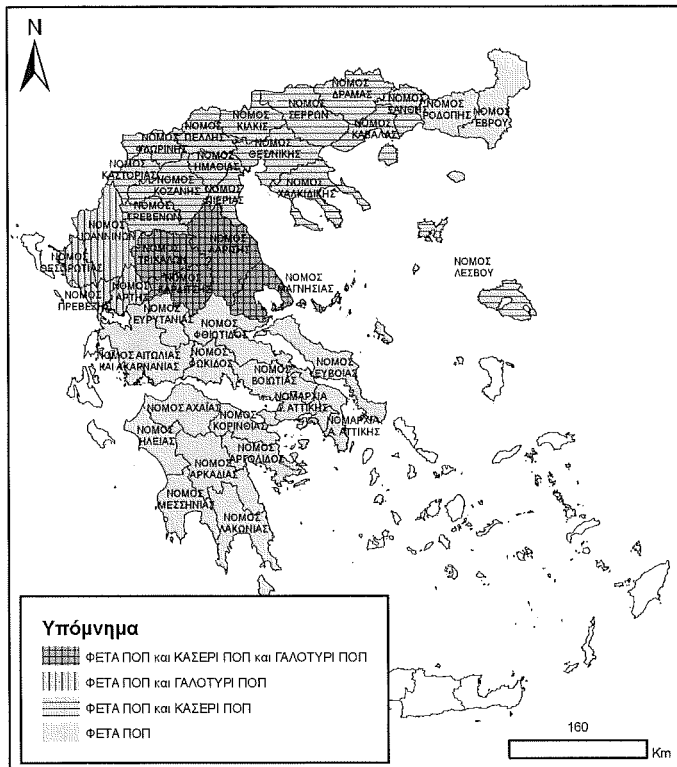 N
ΝΟΜΟΣ
ΔΡΑΜΑΣ
ΝΟΜΟΣ
ΞΑΝΘΗΣ
ΝΟΜΟΣ
ΡΟΔΟΠΗΣ
ΝΟΜΟΣ
ΕΒΡΟΥ
ΝΟΜΟΣ
ΣΕΡΡΩΝ
ΝΟΜΟΣ
ΚΑΒΑΛΑΣ
ΝΟΜΟΣ
ΚΙΛΚΙΣ
ΝΟΜΟΣ
ΠΕΛΛΗΣ
ΝΟΜΟΣ
ΦΛΩΡΙΝΗΣ
ΝΟΜΟΣ
ΘΕΣ/ΝΙΚΗΣ
ΝΟΜΟΣ
ΗΜΑΘΙΑΣ
ΝΟΜΟΣ
ΚΑΣΤΟΡΙΑΣ
ΝΟΜΟΣ
ΚΟΖΑΝΗΣ
ΝΟΜΟΣ
ΠΙΕΡΙΑΣ
ΝΟΜΟΣ
ΧΑΛΚΙΔΙΚΗΣ
ΝΟΜΟΣ
ΓΡΕΒΕΝΩΝ
ΝΟΜΟΣ
ΙΩΑΝΝΙΝΩΝ
ΝΟΜΟΣ
ΛΑΡΙΣΗΣ
ΝΟΜΟΣ
ΤΡΙΚΑΛΩΝ
ΝΟΜΟΣ
ΘΕΣΠΡΩΤΙΑΣ
ΝΟΜΟΣ
ΛΕΣΒΟΥ
ΝΟΜΟΣ
ΚΑΡΔΙΤΣΗΣ
ΝΟΜΟΣ
ΜΑΓΝΗΣΙΑΣ
ΝΟΜΟΣ
ΑΡΤΗΣ
ΝΟΜΟΣ
ΠΡΕΒΕΖΗΣ
ΝΟΜΟΣ
ΕΥΡΥΤΑΝΙΑΣ
ΝΟΜΟΣ
ΦΘΙΩΤΙΔΟΣ
ΝΟΜΟΣ ΑΙΤΩΛΙΑΣ
ΚΑΙ ΑΚΑΡΝΑΝΙΑΣ
ΝΟΜΟΣ
ΦΩΚΙΔΟΣ
ΝΟΜΟΣ
ΒΟΙΩΤΙΑΣ
ΝΟΜΟΣ
ΕΥΒΟΙΑΣ
ΝΟΜΑΡΧΙΑ
Δ. ΑΤΤΙΚΗΣ
ΝΟΜΑΡΧΙΑ
Α. ΑΤΤΙΚΗΣ
ΝΟΜΟΣ ΑΧΑΪΑΣ
ΝΟΜΟΣ
ΚΟΡΙΝΘΙΑΣ
ΝΟΜΟΣ
ΗΛΕΙΑΣ
ΝΟΜΟΣ
ΑΡΓΟΛΙΔΟΣ
ΝΟΜΟΣ
ΑΡΚΑΔΙΑΣ
ΝΟΜΟΣ
ΜΕΣΣΗΝΙΑΣ
ΝΟΜΟΣ
ΛΑΚΩΝΙΑΣ
Υπόμνημα
ΦΕΤΑ ΠΟΠ και ΚΑΣΕΡΙ ΠΟΠ και ΓΑΛΟΤΥΡΙ ΠΟΠ
ΦΕΤΑ ΠΟΠ και ΓΑΛΟΤΥΡΙ ΠΟΠ
ΦΕΤΑ ΠΟΠ και ΚΑΣΕΡΙ ΠΟΠ
ΦΕΤΑ ΠΟΠ
160
Km